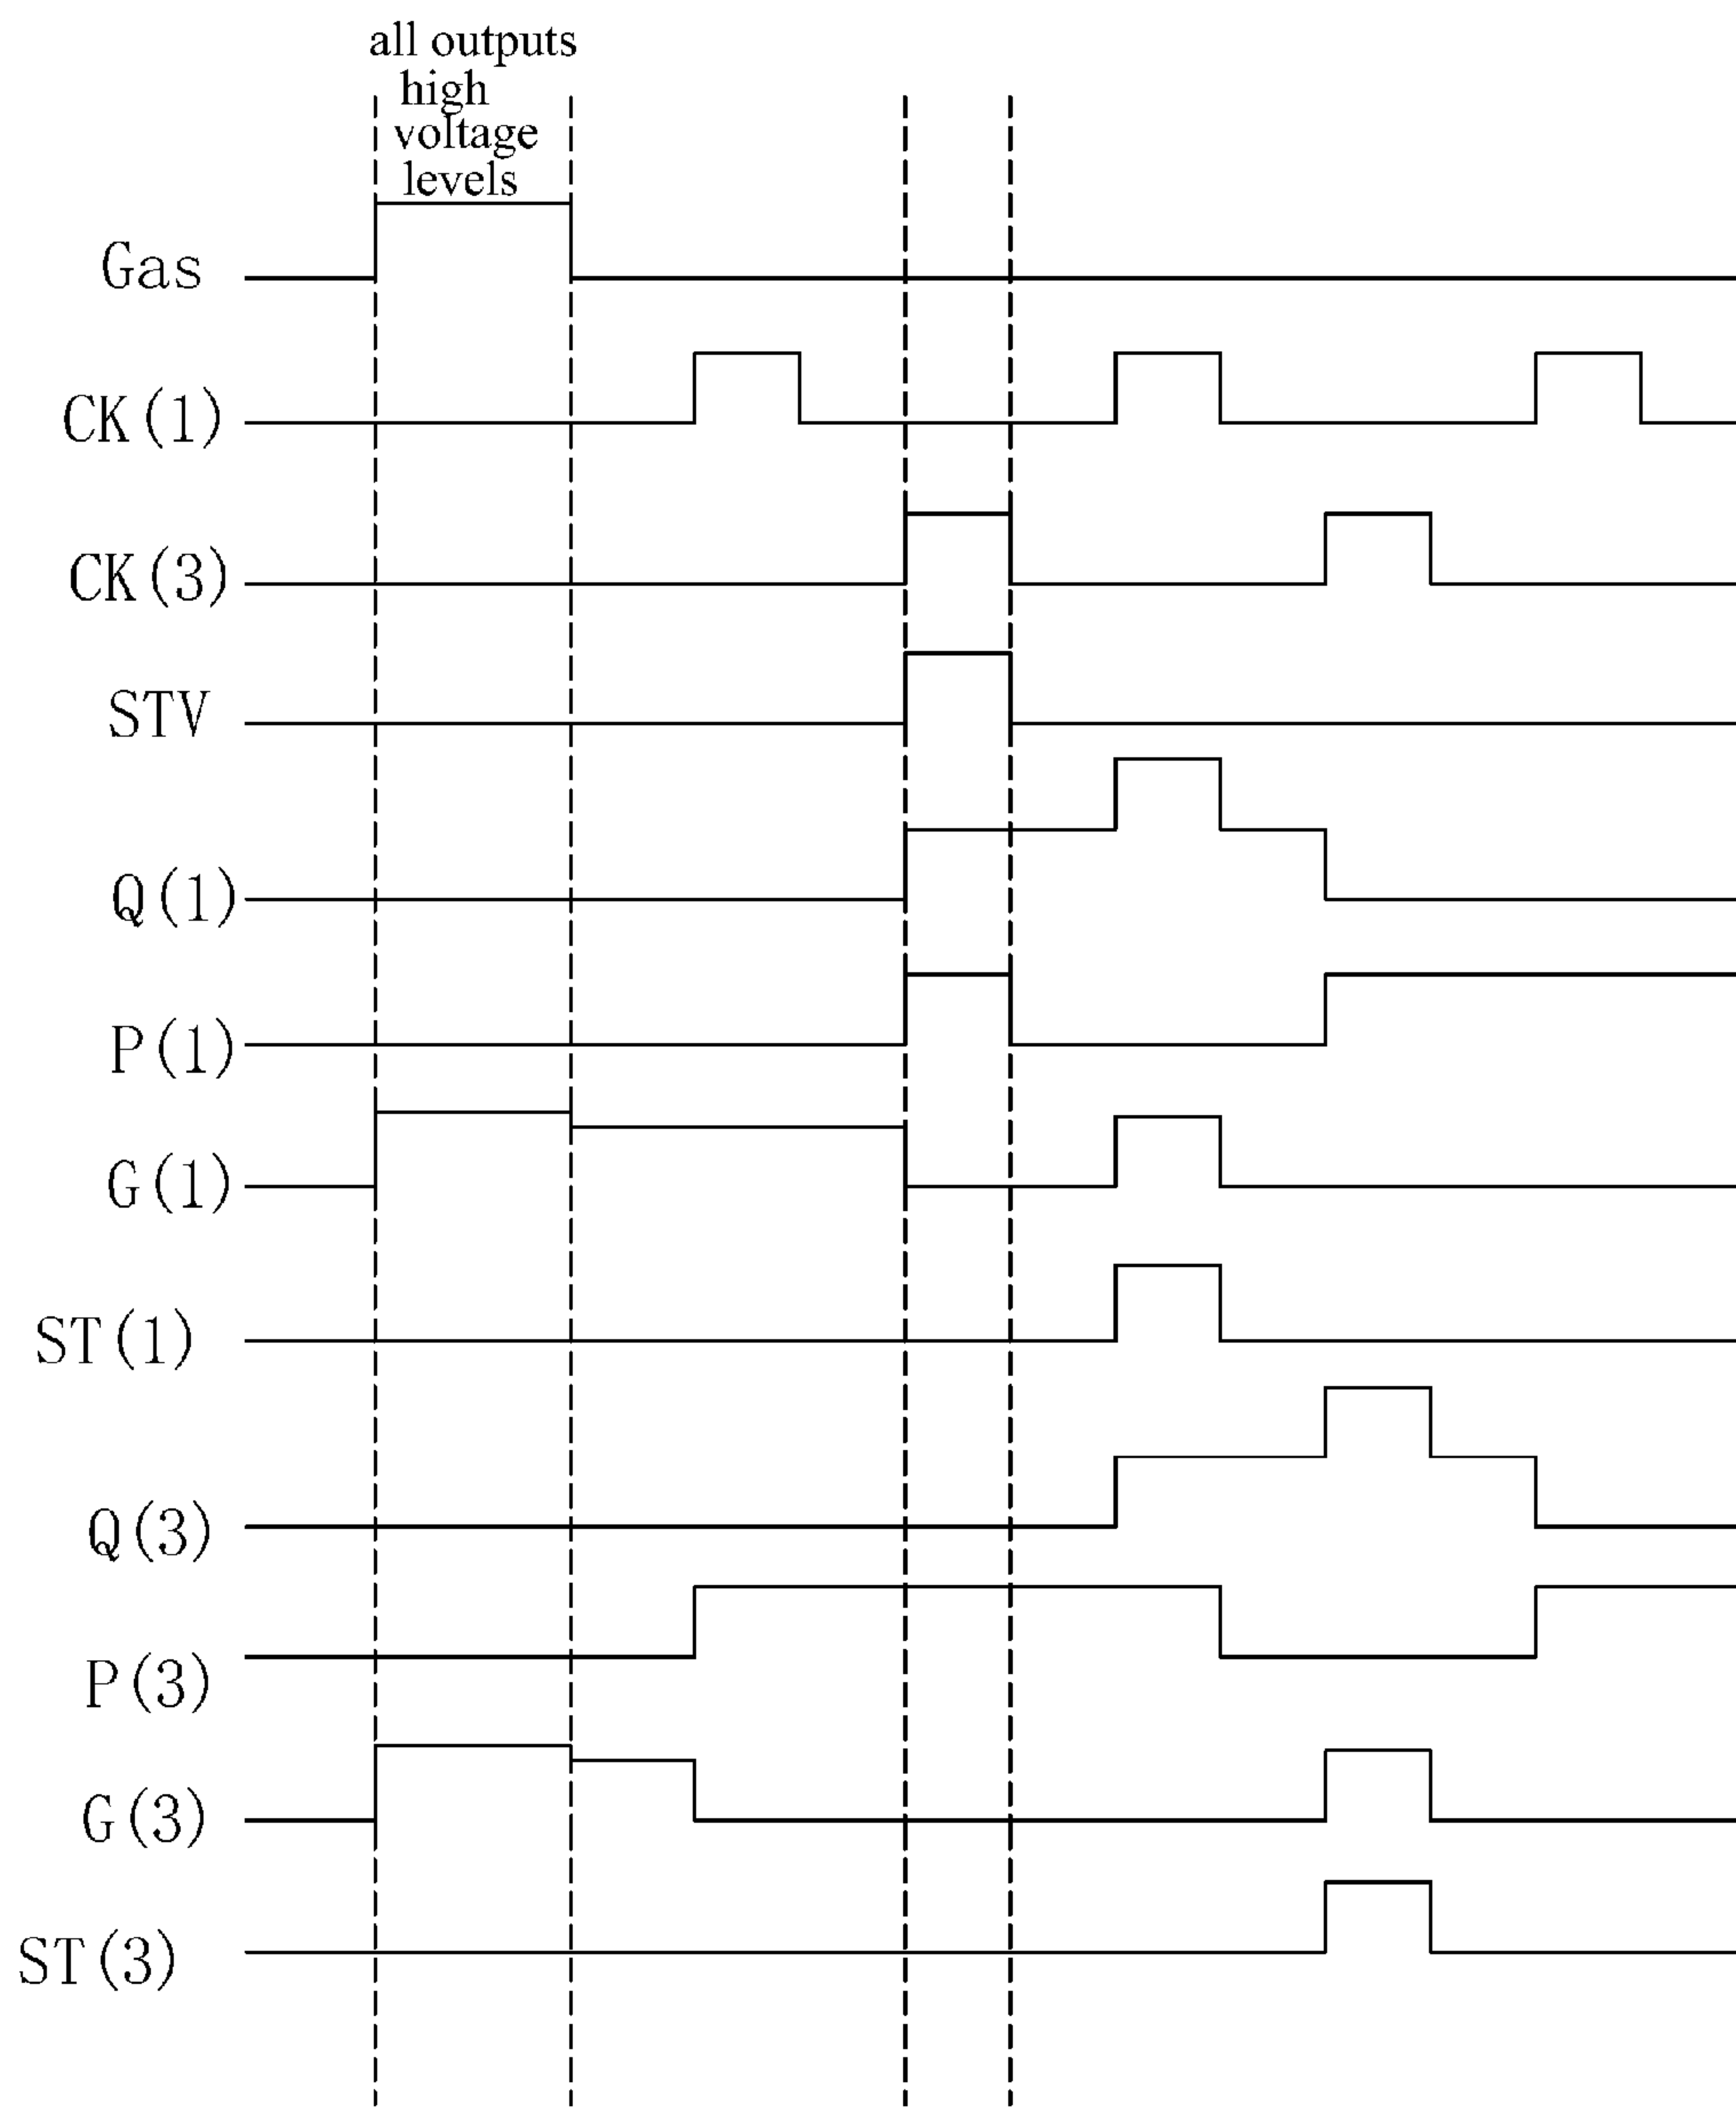 all outputs
high
voltage
levels
Gas
CK(1)
CK(3)
STV
Q(1)
P(1)
G(1)
ST(1)
Q(3)
P(3)
G(3)
ST(3)